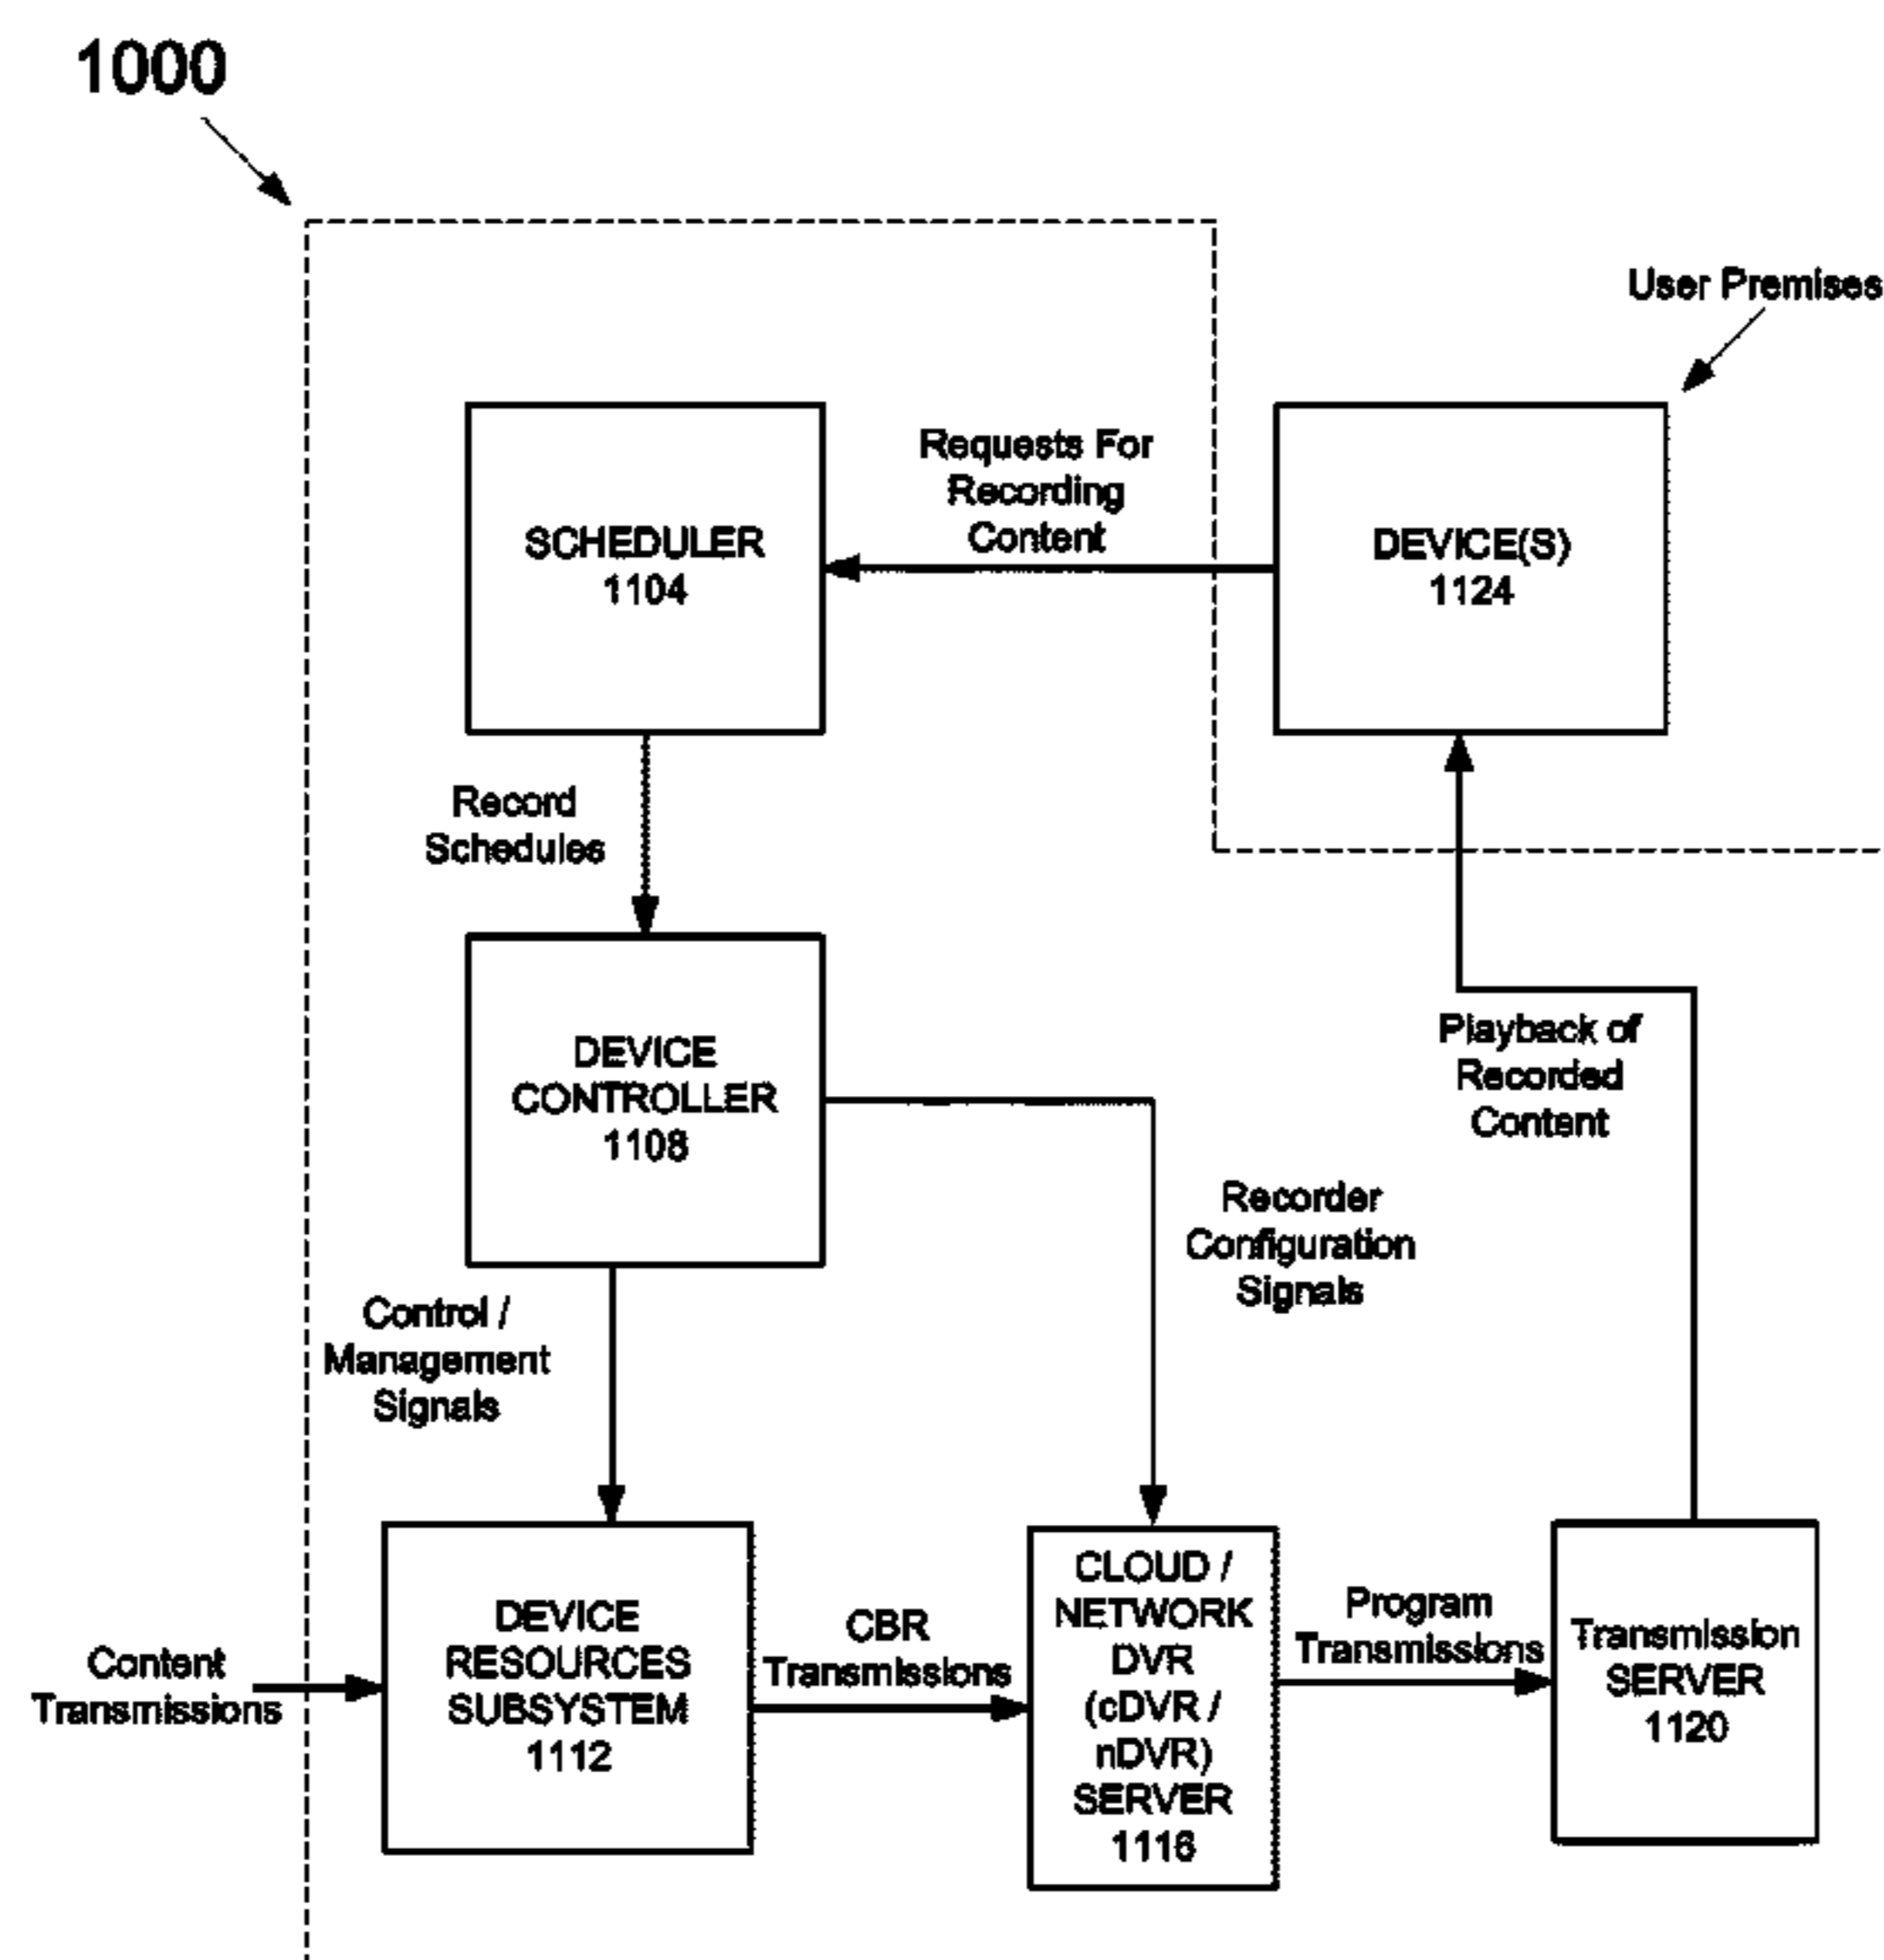 1000
User Premises
Requests For
Recording
Content
SCHEDULER
1104
DEVICE(S)
1124
Record
Schedules
DEVICE
CONTROLLER
1108
Playback of
Recorded
Content
Recorder
Configuration
Signals
Control /
Management
Signals
Content
Transmissions
DEVICE
RESOURCES
SUBSYSTEM
1112
CBR
Transmissions
CLOUD /
NETWORK
DVR
(cDVR /
nDVR)
SERVER
1116
Program
Transmissions
Transmission
SERVER
1120